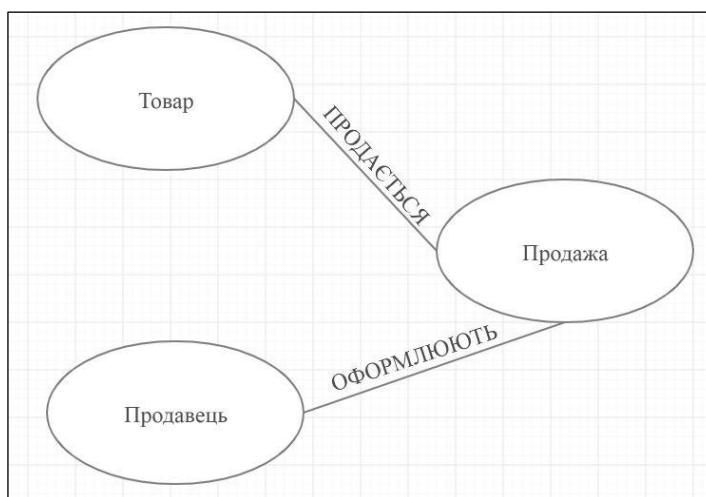 Товар
ПРОДАЄТЬСЯ
Продажа
ОФОРМЛЮЮТЬ
Продавець